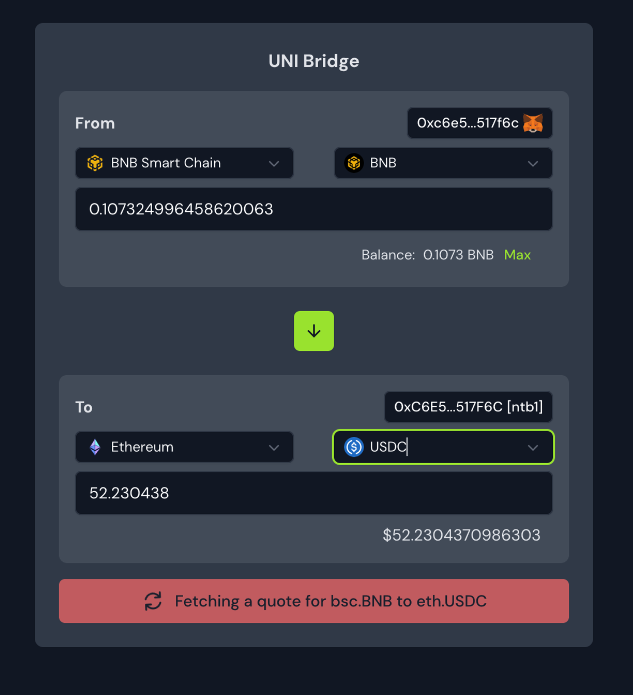 UNI Bridge
From 0xc6e5...517f6c
BNB Smart Chain BNB
0.107324996458620063
Balance: 0.1073 BNB Max
To 0xC6E5...517F6C [ntb1]
Ethereum USDC
52.230438
$52.2304370986303
Fetching a quote for bsc.BNB to eth.USDC